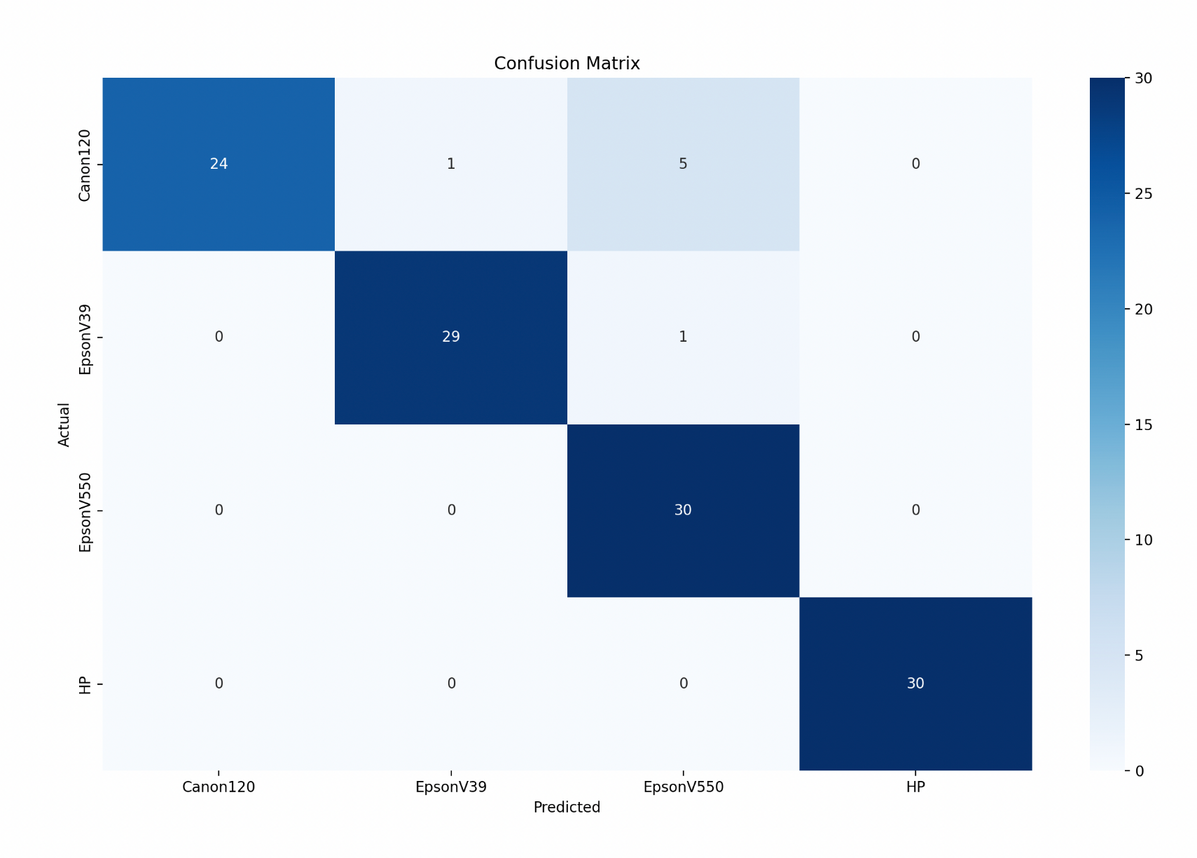 Confusion Matrix
Canon120
24 1 5 0
EpsonV39
0 29 1 0
EpsonV550
0 0 30 0
HP
0 0 0 30
Actual
Canon120 EpsonV39 EpsonV550 HP
Predicted
30
25
20
15
10
5
0